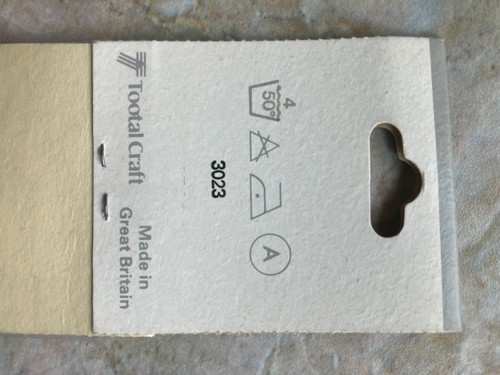 4
50°
A
3023
Tootal Craft
Made in
Great Britain